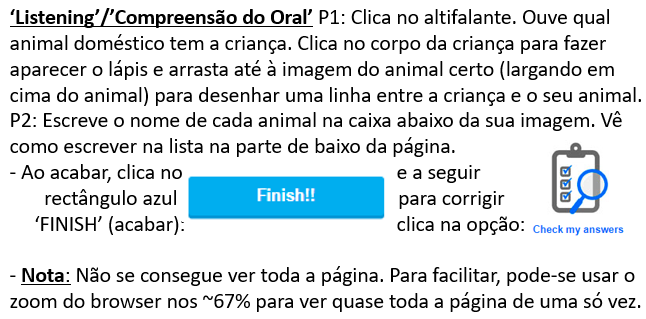 ‘Listening’/’Compreensão do Oral’ P1: Clica no altifalante. Ouve qual
animal doméstico tem a criança. Clica no corpo da criança para fazer
aparecer o lápis e arrasta até à imagem do animal certo (largando em
cima do animal) para desenhar uma linha entre a criança e o seu animal.
P2: Escreve o nome de cada animal na caixa abaixo da sua imagem. Vê
como escrever na lista na parte de baixo da página.
- Ao acabar, clica no
rectângulo azul
‘FINISH’ (acabar):
Finish!!
e a seguir
para corrigir
clica na opção:
Check my answers
- Nota: Não se consegue ver toda a página. Para facilitar, pode-se usar o
zoom do browser nos ~67% para ver quase toda a página de uma só vez.